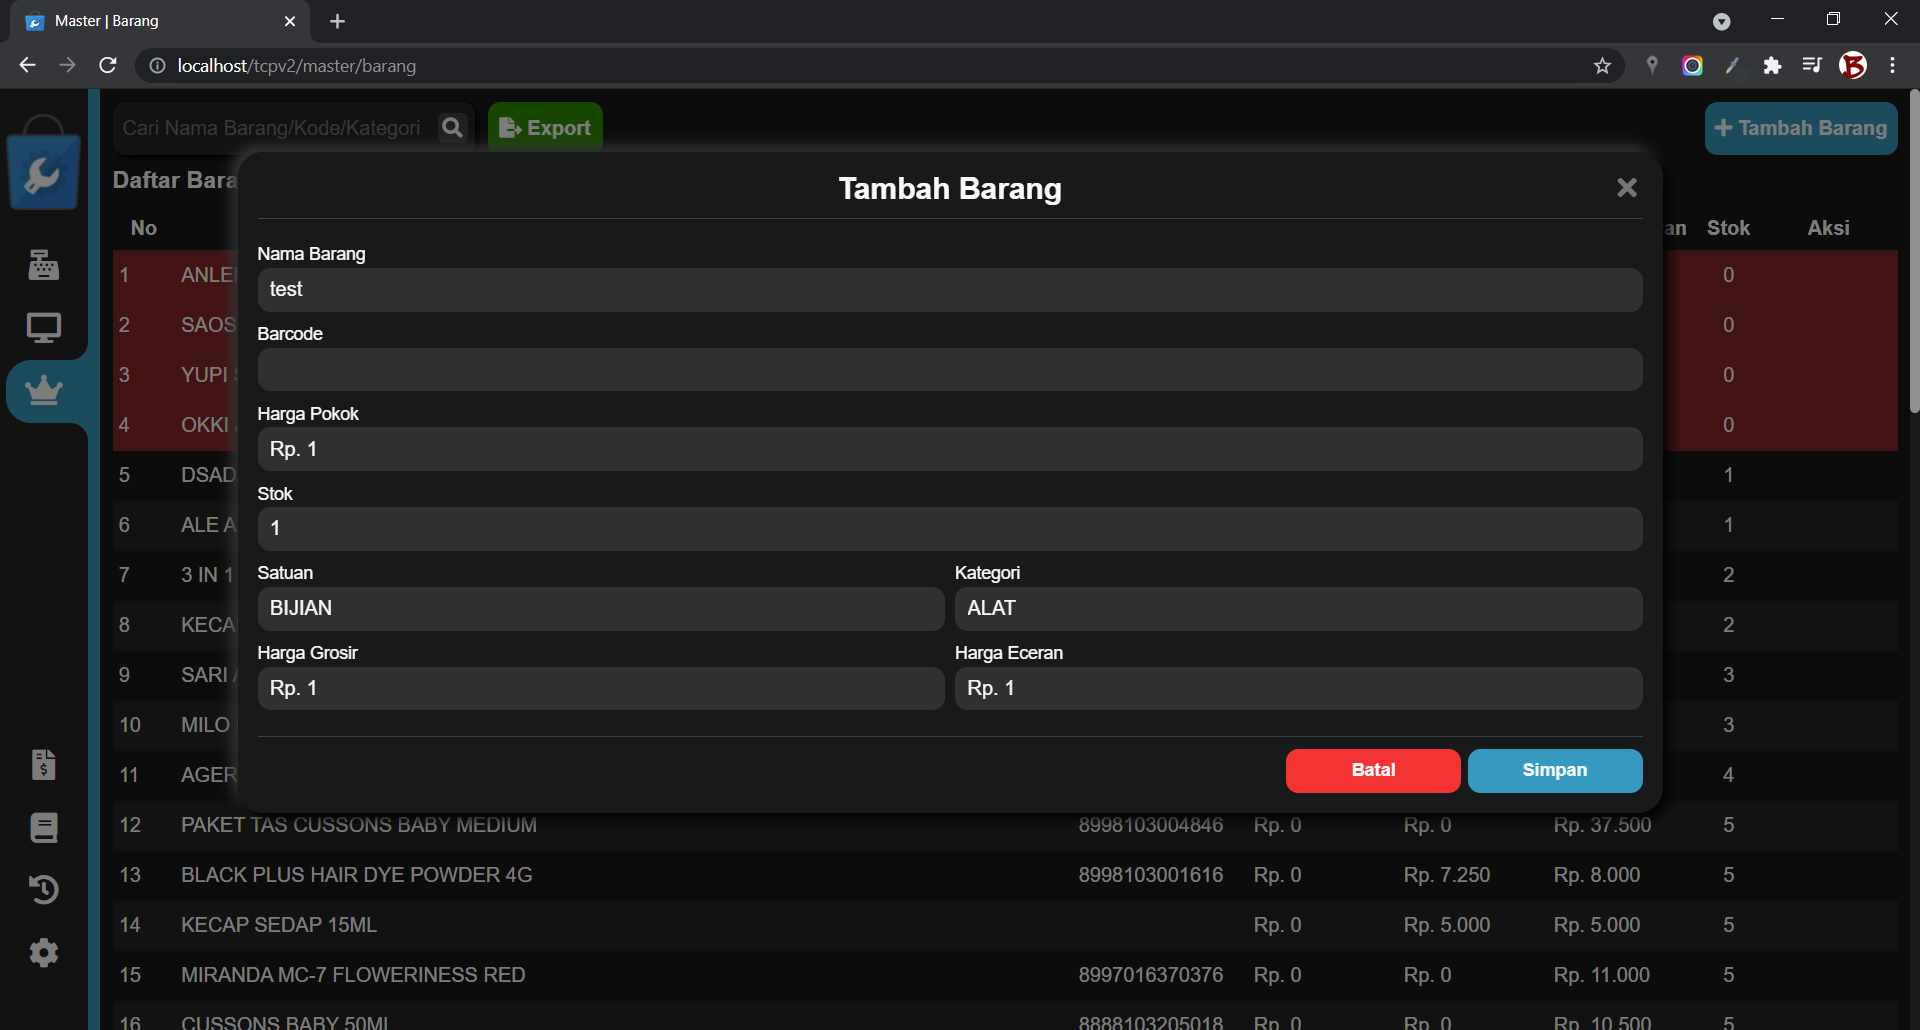 Master | Barang
localhost/tcpv2/master/barang
Cari Nama Barang/Kode/Kategori
Export
+ Tambah Barang
Daftar Bara
Tambah Barang
No
an Stok Aksi
Nama Barang
test
Barcode
Harga Pokok
Rp. 1
Stok
1
Satuan Kategori
BIJIAN ALAT
Harga Grosir Harga Eceran
Rp. 1 Rp. 1
Batal Simpan
1 ANLE 0
2 SAOS 0
3 YUPI 0
4 OKKI 0
5 DSAD 1
6 ALE A 1
7 3 IN 1 2
8 KECA 2
9 SARI 3
10 MILO 3
11 AGER 4
12 PAKET TAS CUSSONS BABY MEDIUM 8998103004846 Rp. 0 Rp. 0 Rp. 37.500 5
13 BLACK PLUS HAIR DYE POWDER 4G 8998103001616 Rp. 0 Rp. 7.250 Rp. 8.000 5
14 KECAP SEDAP 15ML Rp. 0 Rp. 5.000 Rp. 5.000 5
15 MIRANDA MC-7 FLOWERINESS RED 8997016370376 Rp. 0 Rp. 0 Rp. 11.000 5
16 CUSSONS BABY 50ML 8888103205018 Rp. 0 Rp. 0 Rp. 10.500 5